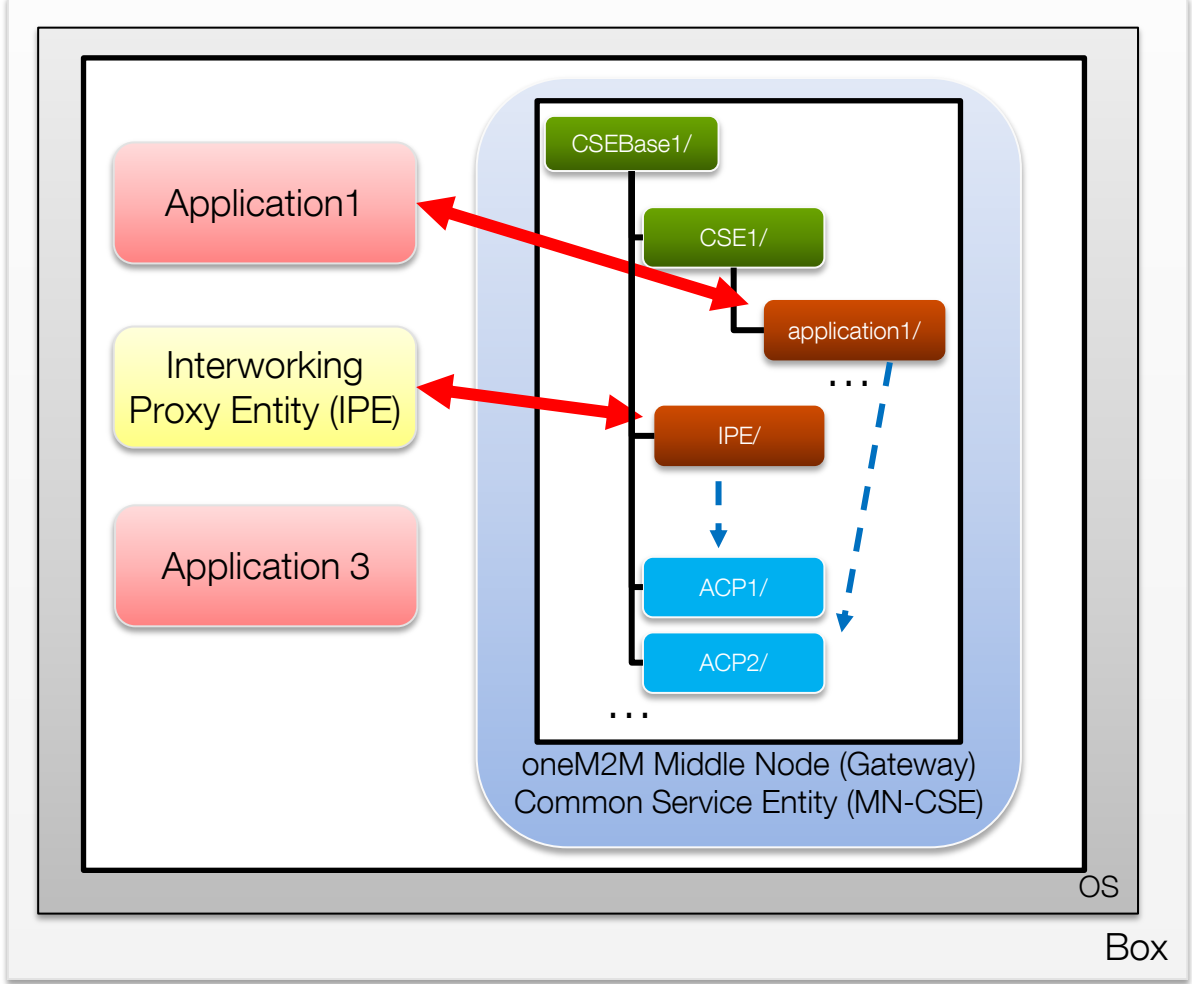 Application1
Interworking
Proxy Entity (IPE)
Application 3
CSEBase1/
CSE1/
application1/
...
IPE/
ACP1/
ACP2/
...
oneM2M Middle Node (Gateway)
Common Service Entity (MN-CSE)
OS
Box